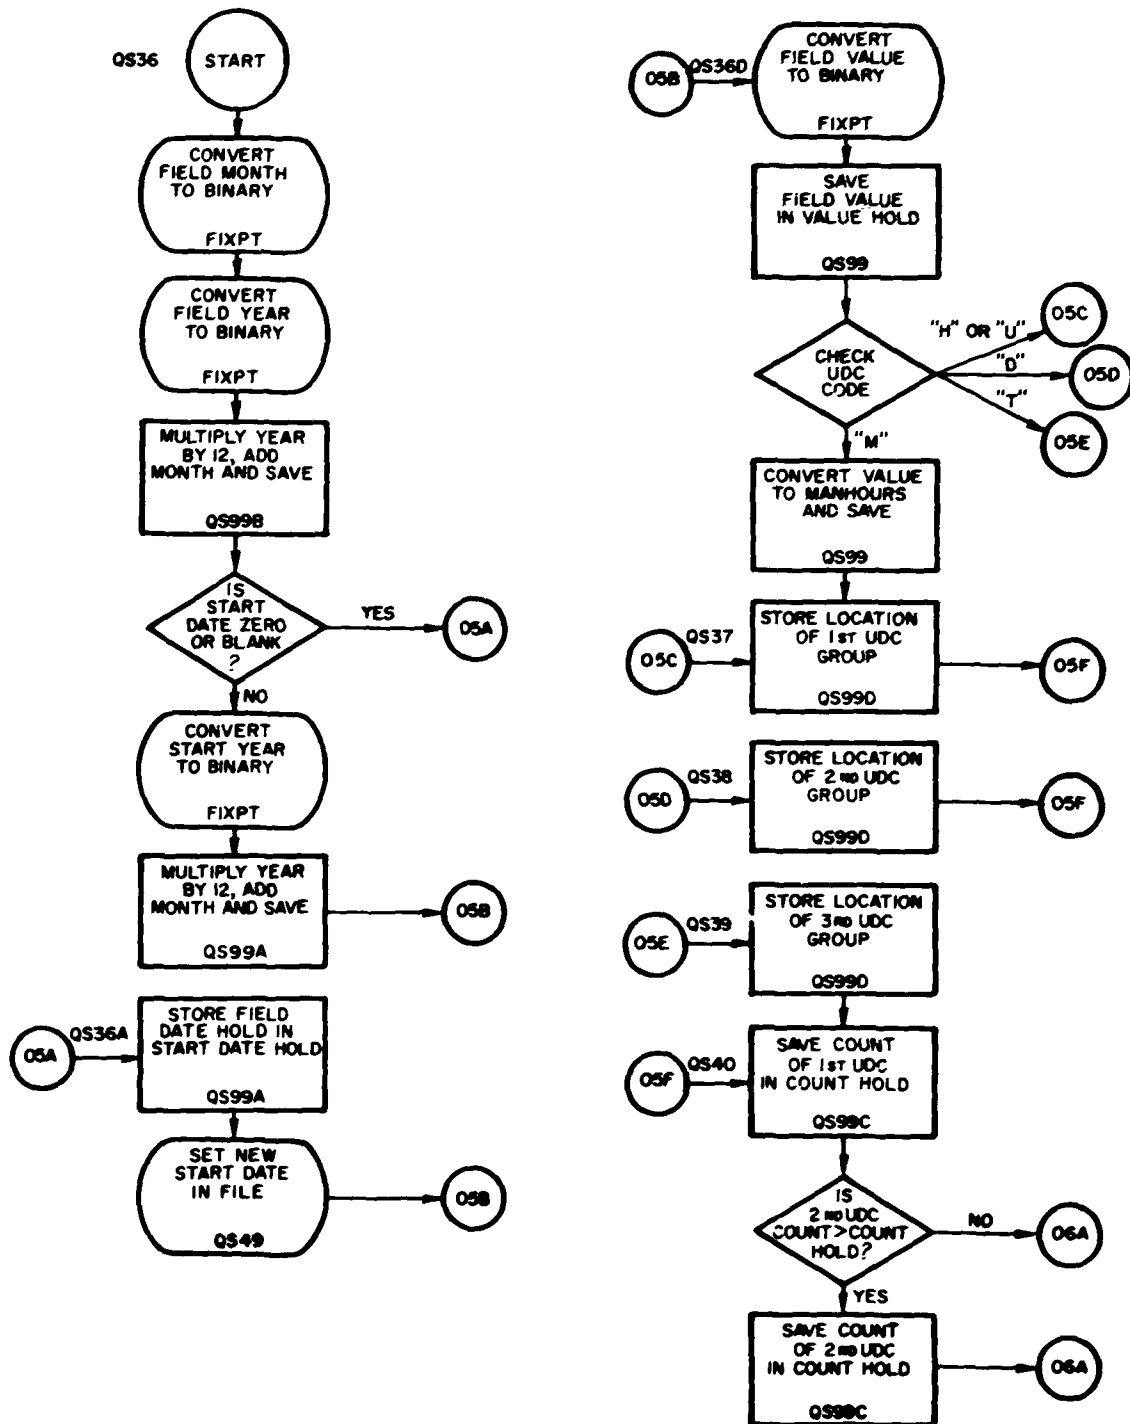 QS36
START
CONVERT
FIELD MONTH
TO BINARY
FIXPT
CONVERT
FIELD YEAR
TO BINARY
FIXPT
MULTIPLY YEAR
BY 12, ADD
MONTH AND SAVE
QS99B
IS
START
DATE ZERO
OR BLANK
?
YES
05A
NO
CONVERT
START YEAR
TO BINARY
FIXPT
MULTIPLY YEAR
BY 12, ADD
MONTH AND SAVE
QS99A
05B
05A
QS36A
STORE FIELD
DATE HOLD IN
START DATE HOLD
QS99A
SET NEW
START DATE
IN FILE
QS49
05B
05B
QS36D
CONVERT
FIELD VALUE
TO BINARY
FIXPT
SAVE
FIELD VALUE
IN VALUE HOLD
QS99
CHECK
UDC
CODE
"H" OR "U"
05C
"D"
05D
"T"
05E
"M"
CONVERT VALUE
TO MANHOURS
AND SAVE
QS99
05C
QS37
STORE LOCATION
OF 1ST UDC
GROUP
QS99D
05F
05D
QS38
STORE LOCATION
OF 2ND UDC
GROUP
QS99D
05F
05E
QS39
STORE LOCATION
OF 3RD UDC
GROUP
QS99D
05F
QS40
SAVE COUNT
OF 1ST UDC
IN COUNT HOLD
QS99C
IS
2ND UDC
COUNT>COUNT
HOLD?
NO
06A
YES
SAVE COUNT
OF 2ND UDC
IN COUNT HOLD
QS99C
06A